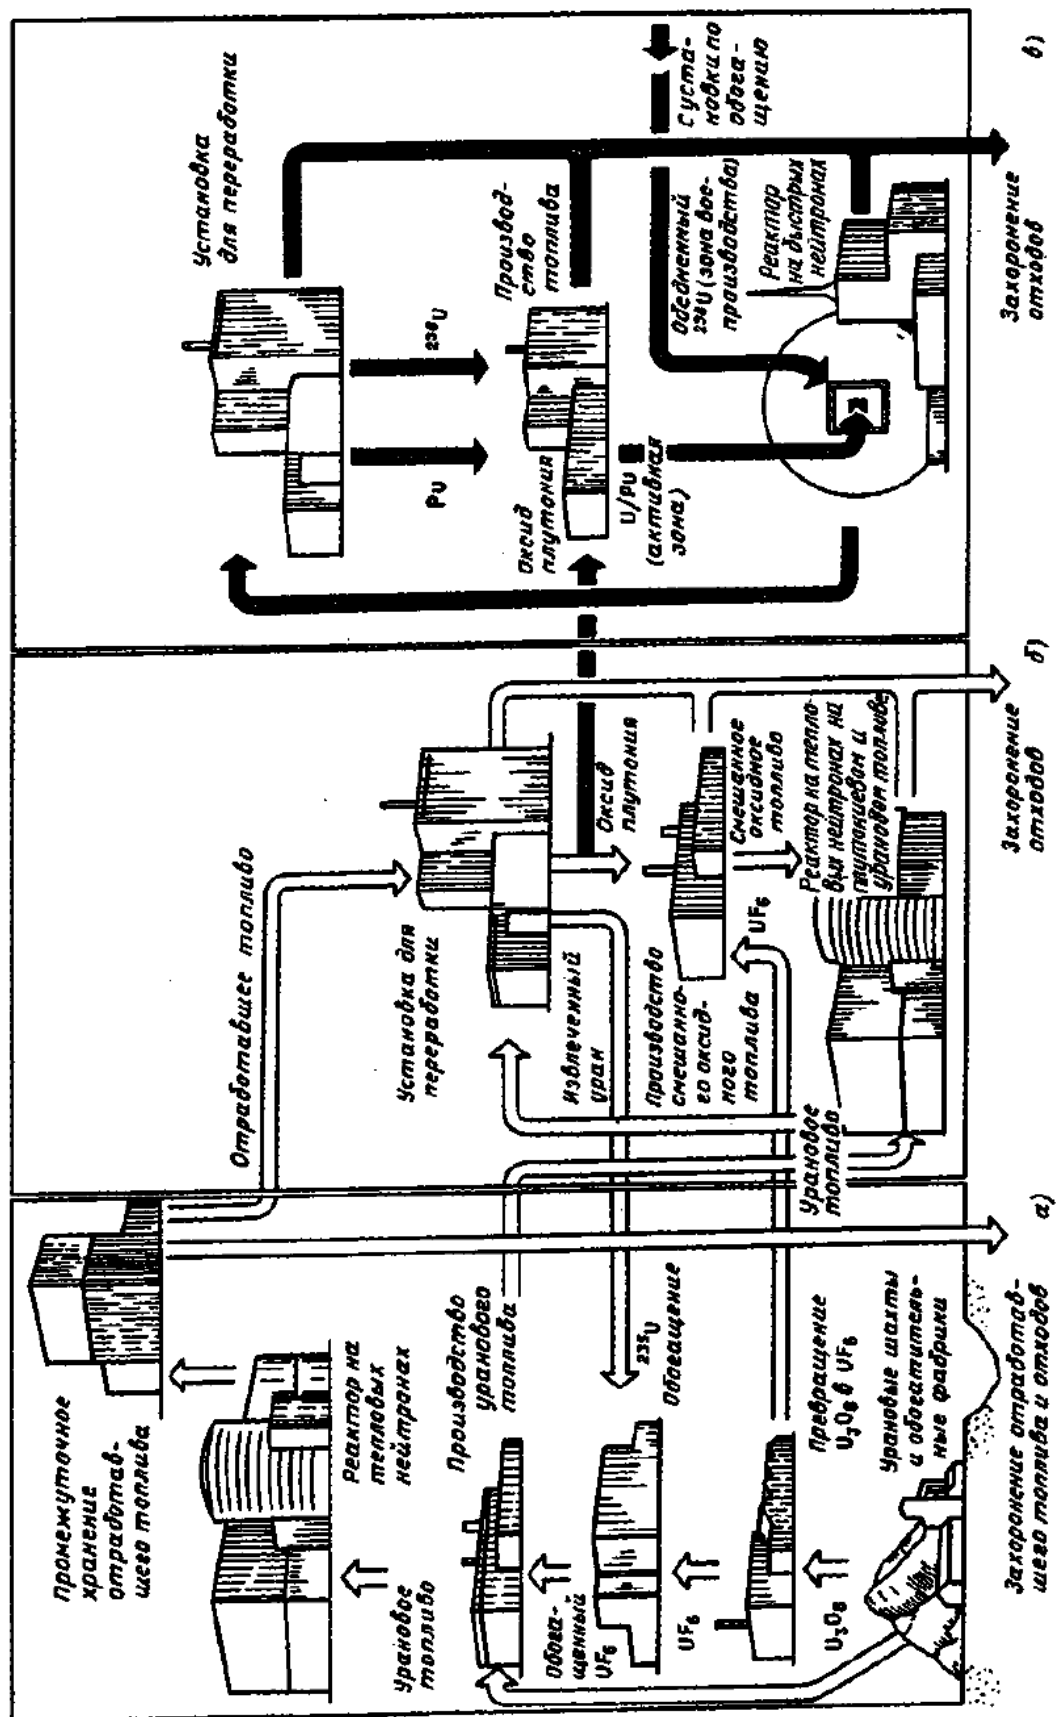 Промежуточное
хранение
отработав-
шего топлива
Реактор на
тепловых
нейтранах
Урановое
топливо
Производство
уранового
топлива
Обога-
щенный
UF₆
²³⁵U
Обогащение
UF₆
Превращение
U₃O₈ в UF₆
U₃O₈
Урановые шахты
и обогатитель-
ные фабрики
Захоронение отработав-
шего топлива и отходов
а)
Отработавшее топливо
Установка для
переработки
Извлеченный
уран
Оксид
плутония
Производство
смешанно-
го оксид-
ного
топлива
UF₆
Смешанное
оксидное
топливо
Урановое
топливо
Реактор на тепло-
вых нейтронах на
плутониевом и
урановом топливе
Захоронение
отходов
б)
Установка
для переработки
Pu
²³⁸U
Оксид
плутония
Производ-
ство
топлива
U/Pu
(активная
зона)
С уста-
новки по
обога-
щению
Обедненный
²³⁸U (зона вос-
производства)
Реактор
на быстрых
нейтронах
Захоронение
отходов
в)